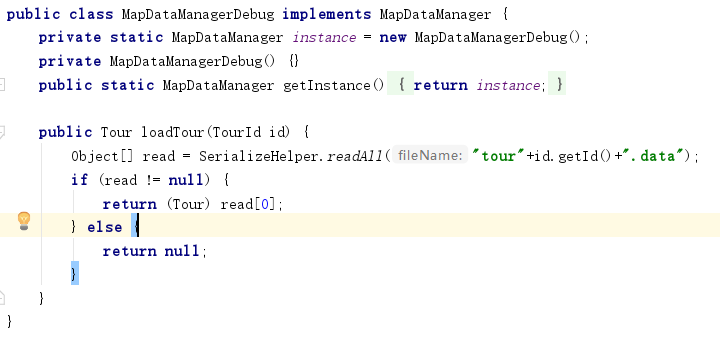 public class MapDataManagerDebug implements MapDataManager {
private static MapDataManager instance = new MapDataManagerDebug();
private MapDataManagerDebug() {}
public static MapDataManager getInstance() { return instance; }
public Tour loadTour(TourId id) {
Object[] read = SerializeHelper.readAll( fileName: "tour"+id.getId()+".data");
if (read != null) {
return (Tour) read[0];
} else {
return null;
}
}
}